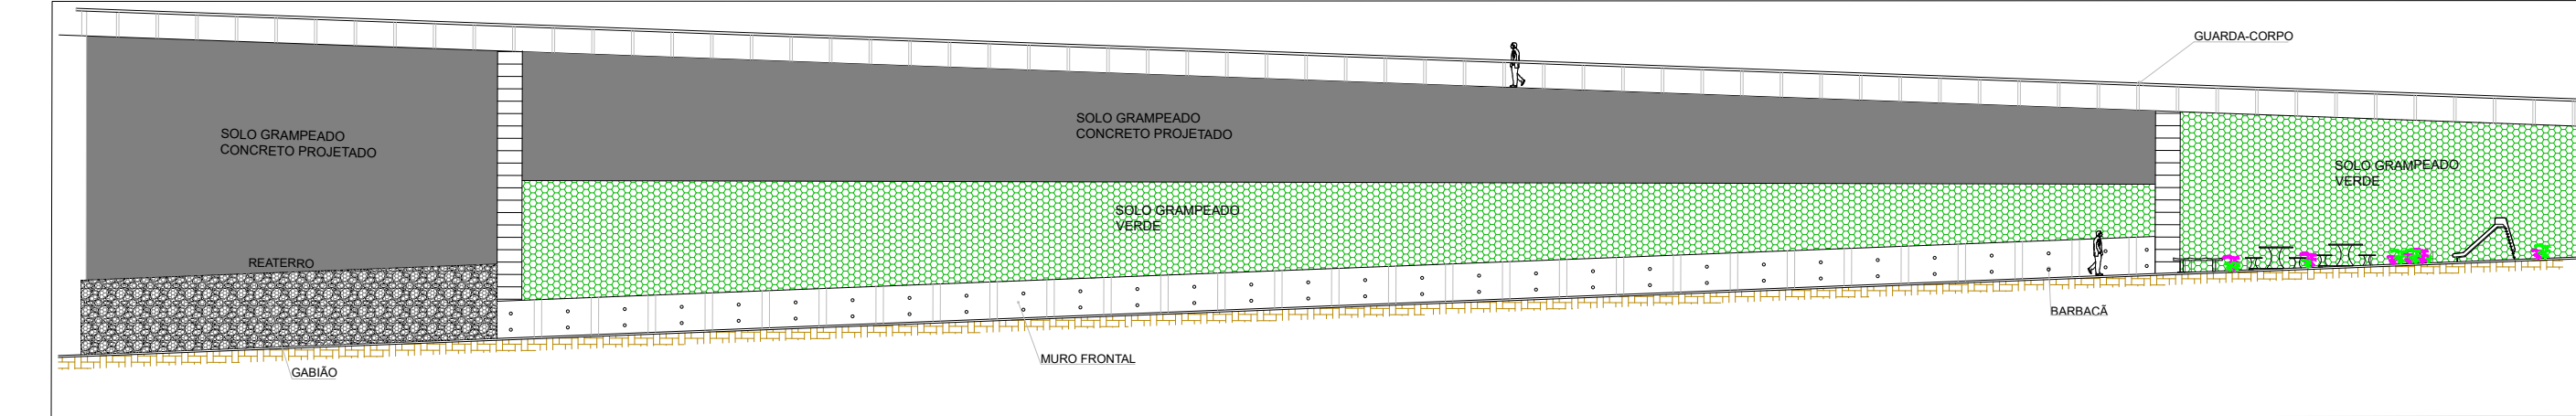 GUARDA-CORPO
SOLO GRAMPEADO
CONCRETO PROJETADO
SOLO GRAMPEADO
CONCRETO PROJETADO
SOLO GRAMPEADO
VERDE
SOLO GRAMPEADO
VERDE
REATERRO
BARBACÃ
MURO FRONTAL
GABIÃO